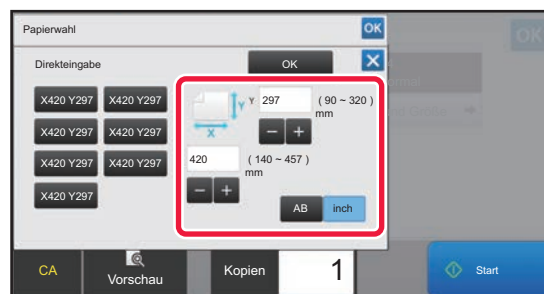 Papierwahl
OK
OK
Direkteingabe
OK
X420 Y297
X420 Y297
Y
Y
297
( 90 ~ 320 )
mm
X
X420 Y297
X420 Y297
420
( 140 ~ 457 )
mm
X420 Y297
X420 Y297
X420 Y297
AB
inch
CA
Vorschau
Kopien
1
Start